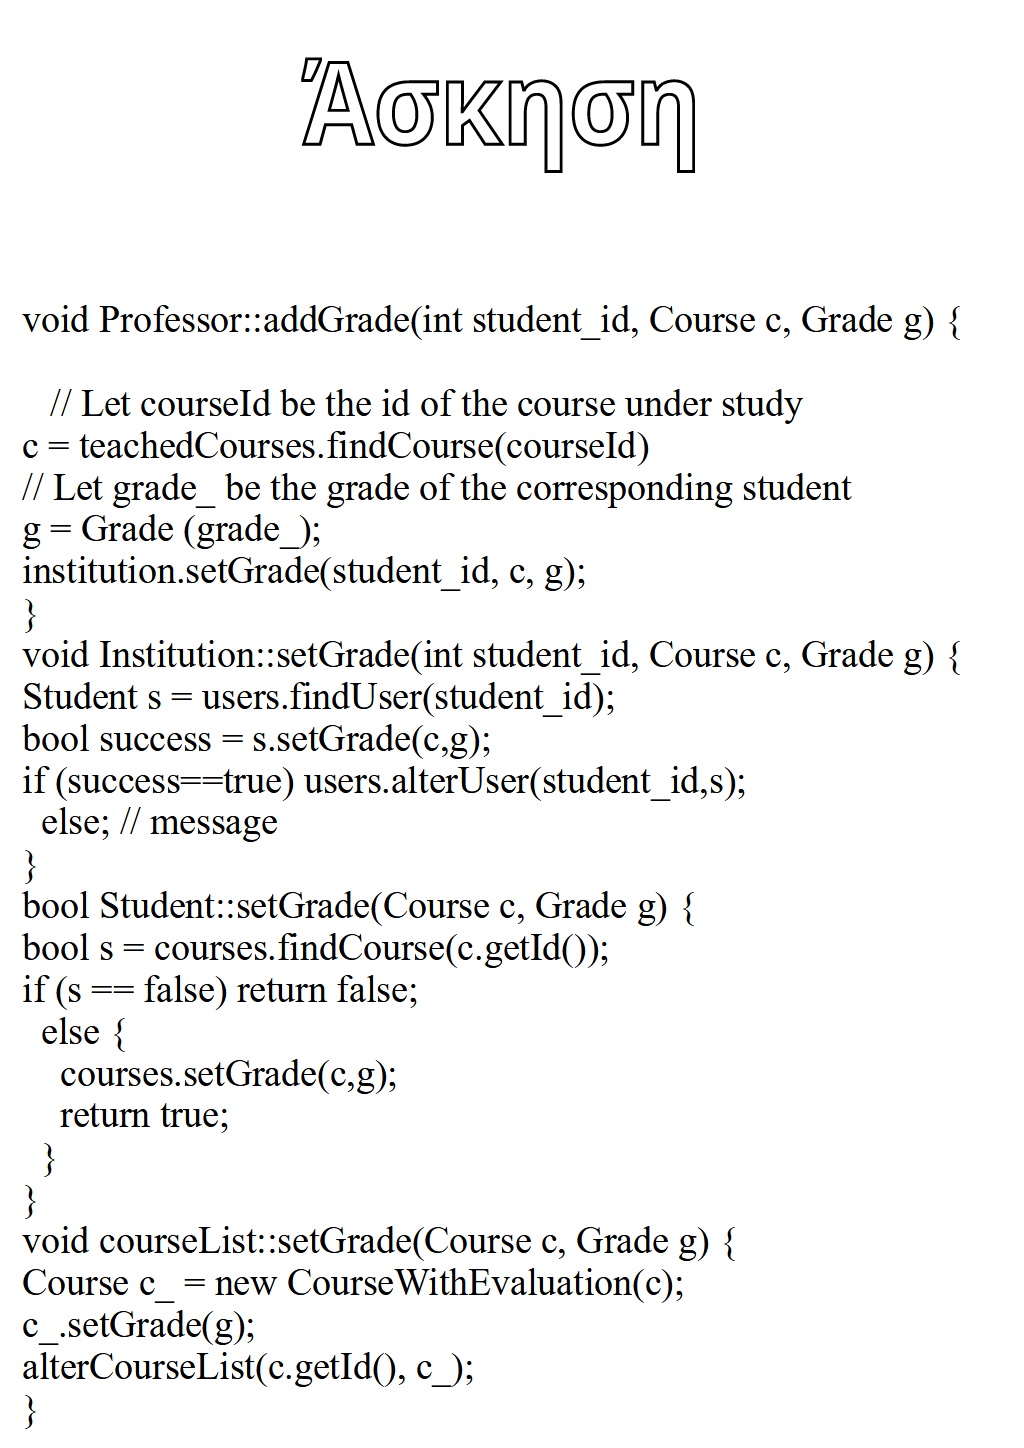 Άσκηση
void Professor::addGrade(int student_id, Course c, Grade g) {
// Let courseId be the id of the course under study
c = teachedCourses.findCourse(courseId)
// Let grade_ be the grade of the corresponding student
g = Grade (grade_);
institution.setGrade(student_id, c, g);
}
void Institution::setGrade(int student_id, Course c, Grade g) {
Student s = users.findUser(student_id);
bool success = s.setGrade(c,g);
if (success==true) users.alterUser(student_id,s);
else; // message
}
bool Student::setGrade(Course c, Grade g) {
bool s = courses.findCourse(c.getId());
if (s == false) return false;
else {
courses.setGrade(c,g);
return true;
}
}
void courseList::setGrade(Course c, Grade g) {
Course c_ = new CourseWithEvaluation(c);
c_.setGrade(g);
alterCourseList(c.getId(), c_);
}